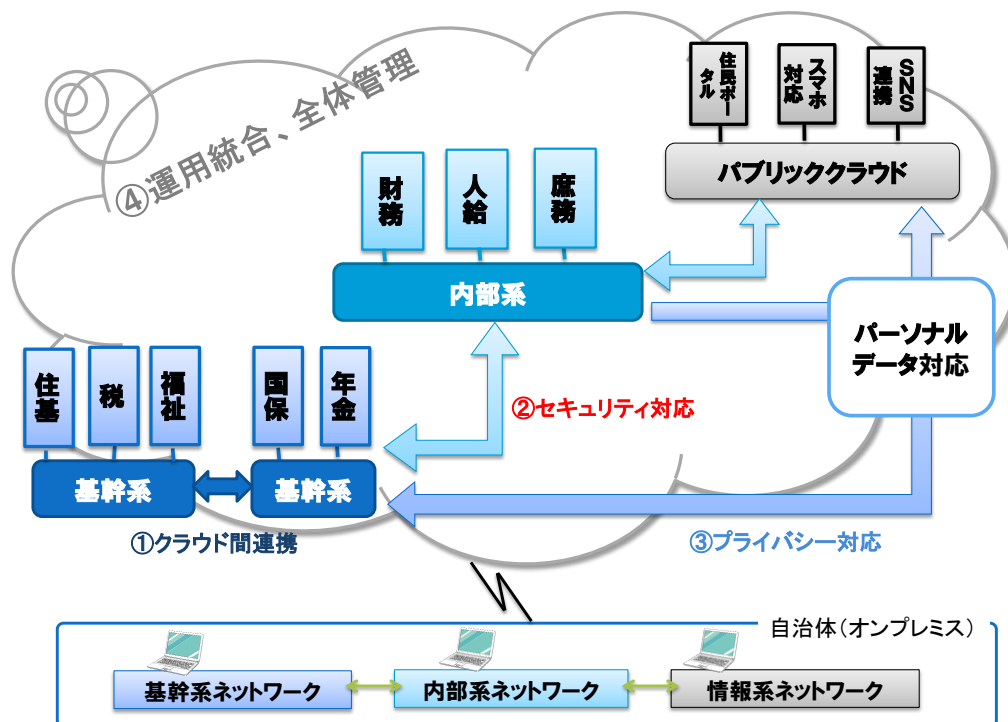 ④運用統合、全体管理
住民ポー
タル
スマホ
対応
SNS
連携
パブリッククラウド
財務
人給
庶務
内部系
パーソナル
データ対応
住基
税
福祉
国保
年金
②セキュリティ対応
基幹系
基幹系
①クラウド間連携
③プライバシー対応
自治体（オンプレミス）
基幹系ネットワーク
内部系ネットワーク
情報系ネットワーク